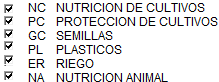 NC NUTRICION DE CULTIVOS
PC PROTECCION DE CULTIVOS
GC SEMILLAS
PL PLASTICOS
ER RIEGO
NA NUTRICION ANIMAL